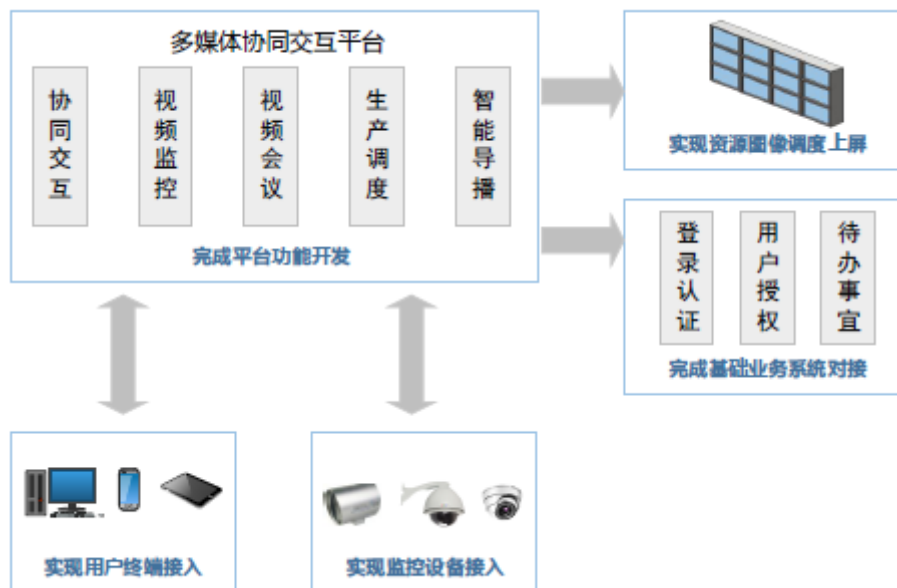 多媒体协同交互平台
协同交互
视频监控
视频会议
生产调度
智能导播
完成平台功能开发
实现资源图像调度上屏
登录认证
用户授权
待办事宜
完成基础业务系统对接
实现用户终端接入
实现监控设备接入